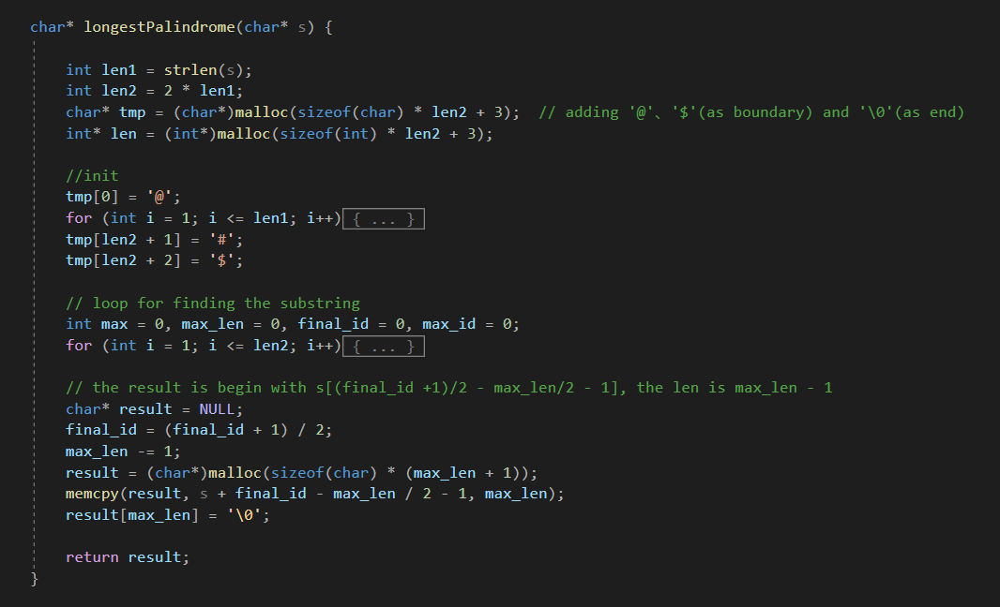 char* longestPalindrome(char* s) {
int len1 = strlen(s);
int len2 = 2 * len1;
char* tmp = (char*)malloc(sizeof(char) * len2 + 3);  // adding '@'、'$'(as boundary) and '\0'(as end)
int* len = (int*)malloc(sizeof(int) * len2 + 3);
//init
tmp[0] = '@';
for (int i = 1; i <= len1; i++){ ... }
tmp[len2 + 1] = '#';
tmp[len2 + 2] = '$';
// loop for finding the substring
int max = 0, max_len = 0, final_id = 0, max_id = 0;
for (int i = 1; i <= len2; i++){ ... }
// the result is begin with s[(final_id +1)/2 - max_len/2 - 1], the len is max_len - 1
char* result = NULL;
final_id = (final_id + 1) / 2;
max_len -= 1;
result = (char*)malloc(sizeof(char) * (max_len + 1));
memcpy(result, s + final_id - max_len / 2 - 1, max_len);
result[max_len] = '\0';
return result;
}